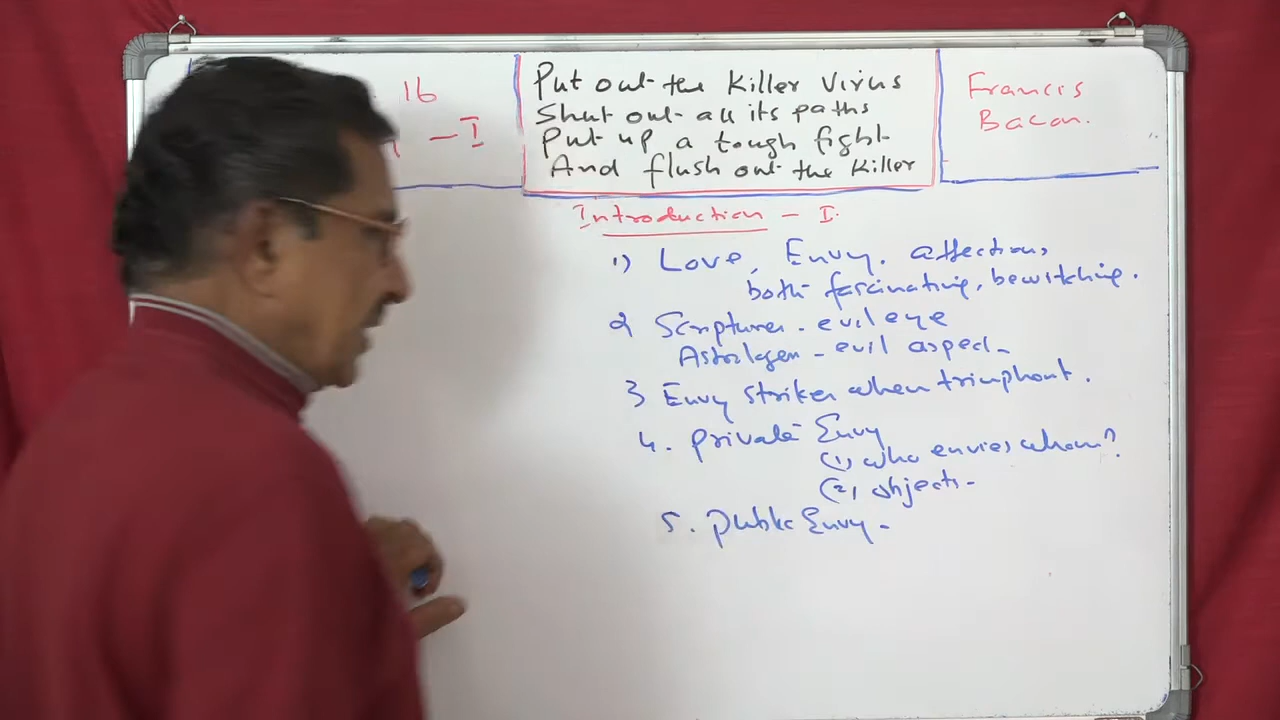 16
- I
Put out the Killer Virus
Shut out all its paths
Put up a tough fight
And flush out the Killer
Francis
Bacon.
Introduction - I.
1) Love, Envy. affections,
both fascinating, bewitching.
2 Scriptures. evil eye
Astrologers - evil aspect -
3 Envy strikes when triumphant.
4. private Envy
(1) who envies whom?
(2) objects -
5. Public Envy -